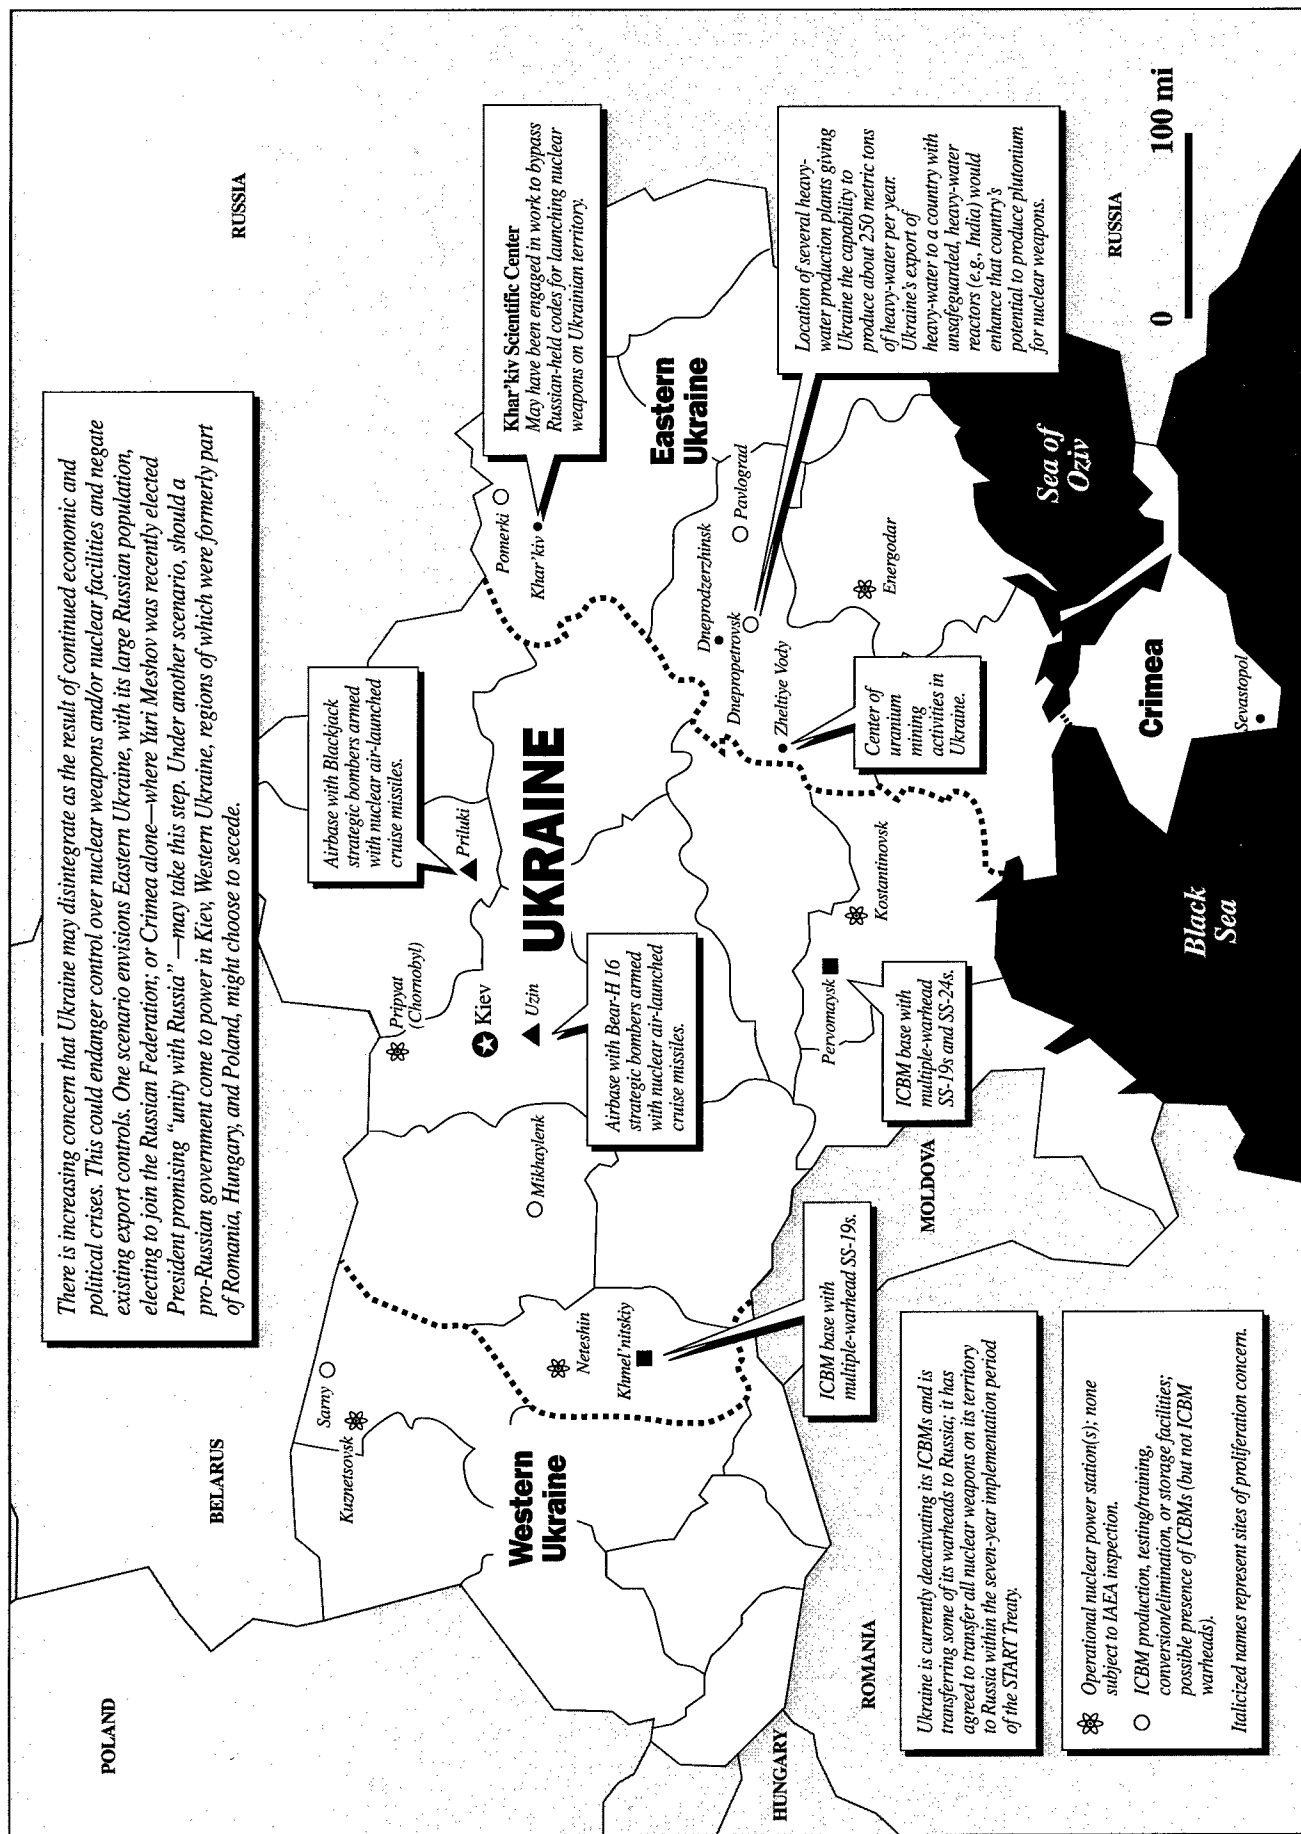 There is increasing concern that Ukraine may disintegrate as the result of continued economic and
political crises. This could endanger control over nuclear weapons and/or nuclear facilities and negate
existing export controls. One scenario envisions Eastern Ukraine, with its large Russian population,
electing to join the Russian Federation; or Crimea alone—where Yuri Meshov was recently elected
President promising “unity with Russia” —may take this step. Under another scenario, should a
pro-Russian government come to power in Kiev, Western Ukraine, regions of which were formerly part
of Romania, Hungary, and Poland, might choose to secede.
POLAND
BELARUS
RUSSIA
Sarny
Kuznetsovsk
Pripyat
(Chornobyl)
Airbase with Blackjack
strategic bombers armed
with nuclear air-launched
cruise missiles.
Priluki
Kiev
Uzin
UKRAINE
Pomerki
Khar’kiv
Khar’kiv Scientific Center
May have been engaged in work to bypass
Russian-held codes for launching nuclear
weapons on Ukrainian territory.
Western
Ukraine
Neteshin
Khmel’nitskiy
Mikhaylenk
Airbase with Bear-H 16
strategic bombers armed
with nuclear air-launched
cruise missiles.
Eastern
Ukraine
Dneprodzerzhinsk
Dnepropetrovsk
Pavlograd
Zheltiye Vody
Location of several heavy-
water production plants giving
Ukraine the capability to
produce about 250 metric tons
of heavy-water per year.
Ukraine’s export of
heavy-water to a country with
unsafeguarded, heavy-water
reactors (e.g., India) would
enhance that country’s
potential to produce plutonium
for nuclear weapons.
ICBM base with
multiple-warhead SS-19s.
Pervomaysk
Kostantinovsk
Center of
uranium
mining
activities in
Ukraine.
Energodar
ICBM base with
multiple-warhead
SS-19s and SS-24s.
MOLDOVA
HUNGARY
ROMANIA
Ukraine is currently deactivating its ICBMs and is
transferring some of its warheads to Russia; it has
agreed to transfer all nuclear weapons on its territory
to Russia within the seven-year implementation period
of the START Treaty.
Sea of
Oziv
RUSSIA
Crimea
Sevastopol
Black
Sea
0 100 mi
Operational nuclear power station(s); none
subject to IAEA inspection.
ICBM production, testing/training,
conversion/elimination, or storage facilities;
possible presence of ICBMs (but not ICBM
warheads).
Italicized names represent sites of proliferation concern.